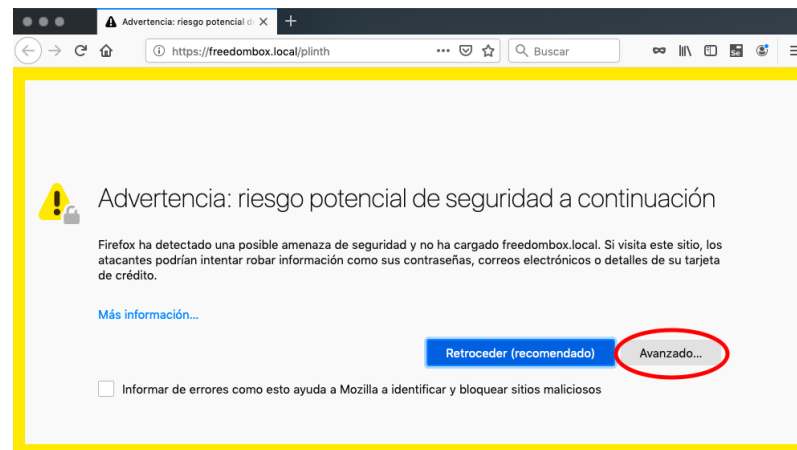 Advertencia: riesgo potencial de
https://freedombox.local/plinth
Buscar
Advertencia: riesgo potencial de seguridad a continuación
Firefox ha detectado una posible amenaza de seguridad y no ha cargado freedombox.local. Si visita este sitio, los
atacantes podrían intentar robar información como sus contraseñas, correos electrónicos o detalles de su tarjeta
de crédito.
Más información...
Retroceder (recomendado)
Avanzado...
Informar de errores como esto ayuda a Mozilla a identificar y bloquear sitios maliciosos